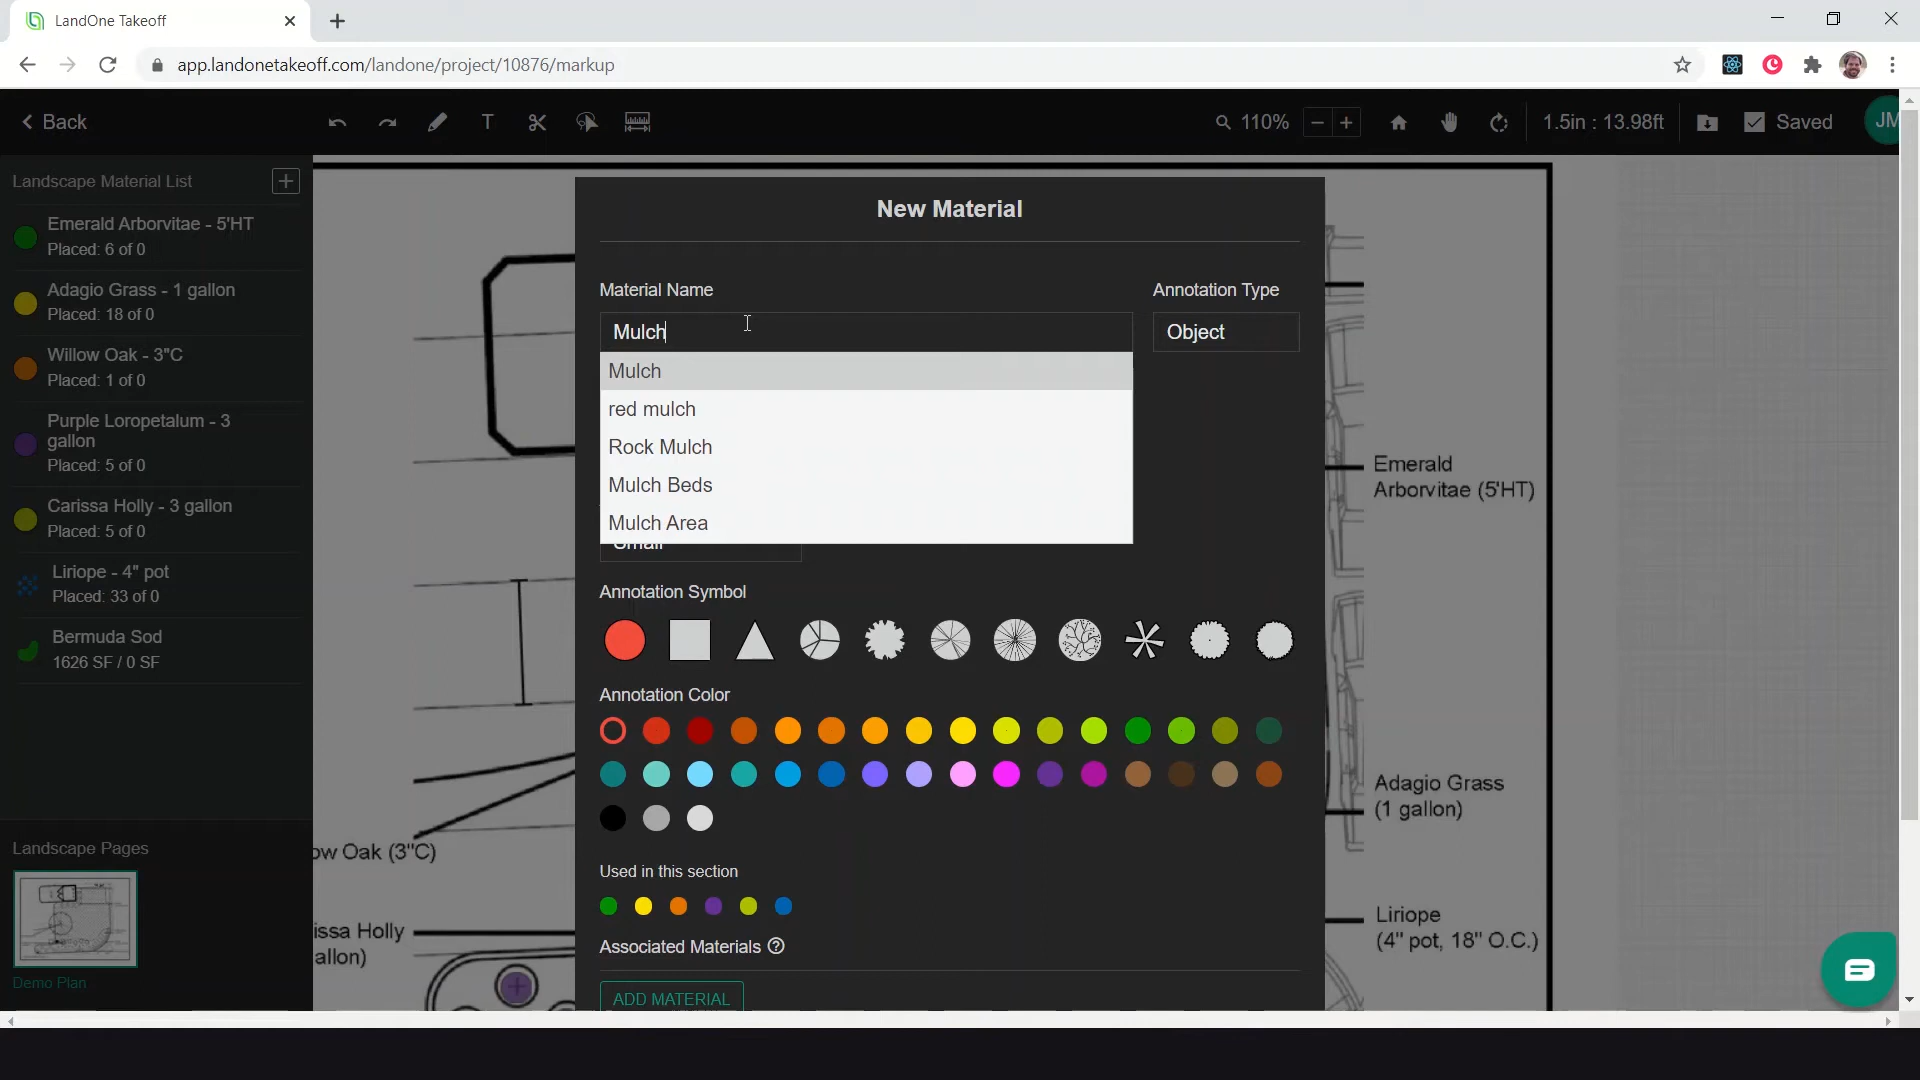 LandOne Takeoff
app.landonetakeoff.com/landone/project/10876/markup
Back
T
110%
1.5in : 13.98ft
Saved
JM
Landscape Material List
Emerald Arborvitae - 5'HT
Placed: 6 of 0
Adagio Grass - 1 gallon
Placed: 18 of 0
Willow Oak - 3"C
Placed: 1 of 0
Purple Loropetalum - 3
gallon
Placed: 5 of 0
Carissa Holly - 3 gallon
Placed: 5 of 0
Liriope - 4" pot
Placed: 33 of 0
Bermuda Sod
1626 SF / 0 SF
Landscape Pages
Demo Plan
New Material
Material Name
Annotation Type
Mulch
Object
Mulch
red mulch
Rock Mulch
Mulch Beds
Mulch Area
Small
Annotation Symbol
Annotation Color
Used in this section
Associated Materials
ADD MATERIAL
Emerald
Arborvitae (5'HT)
Adagio Grass
(1 gallon)
Liriope
(4" pot, 18" O.C.)
ow Oak (3"C)
issa Holly
allon)